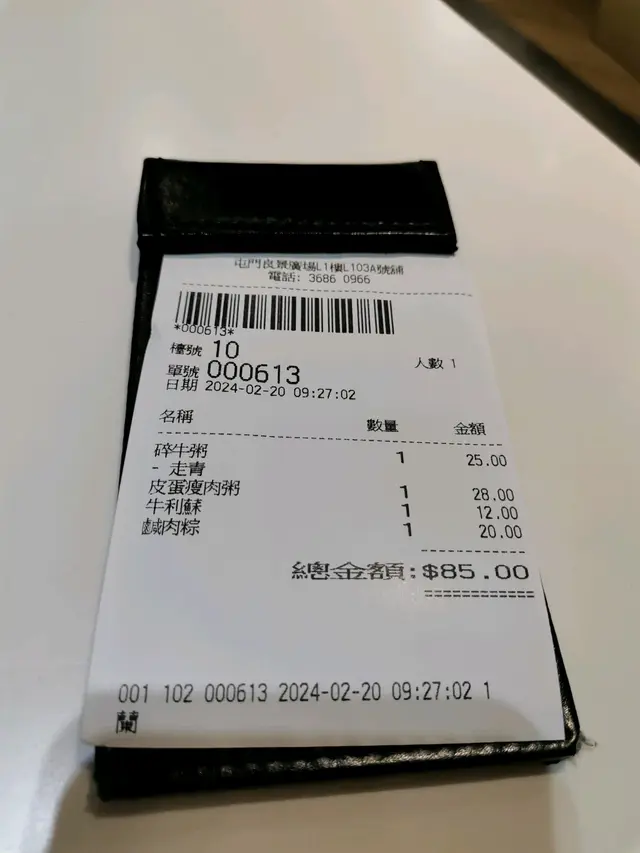 屯門良景廣場L1樓L103A號舖
電話: 3686 0966
*000613*
檯號 10 人數 1
單號 000613
日期 2024-02-20 09:27:02
名稱 數量 金額
碎牛粥 1 25.00
- 走青
皮蛋瘦肉粥 1 28.00
牛利酥 1 12.00
鹹肉粽 1 20.00
總金額:$85.00
001 102 000613 2024-02-20 09:27:02 1
蘭